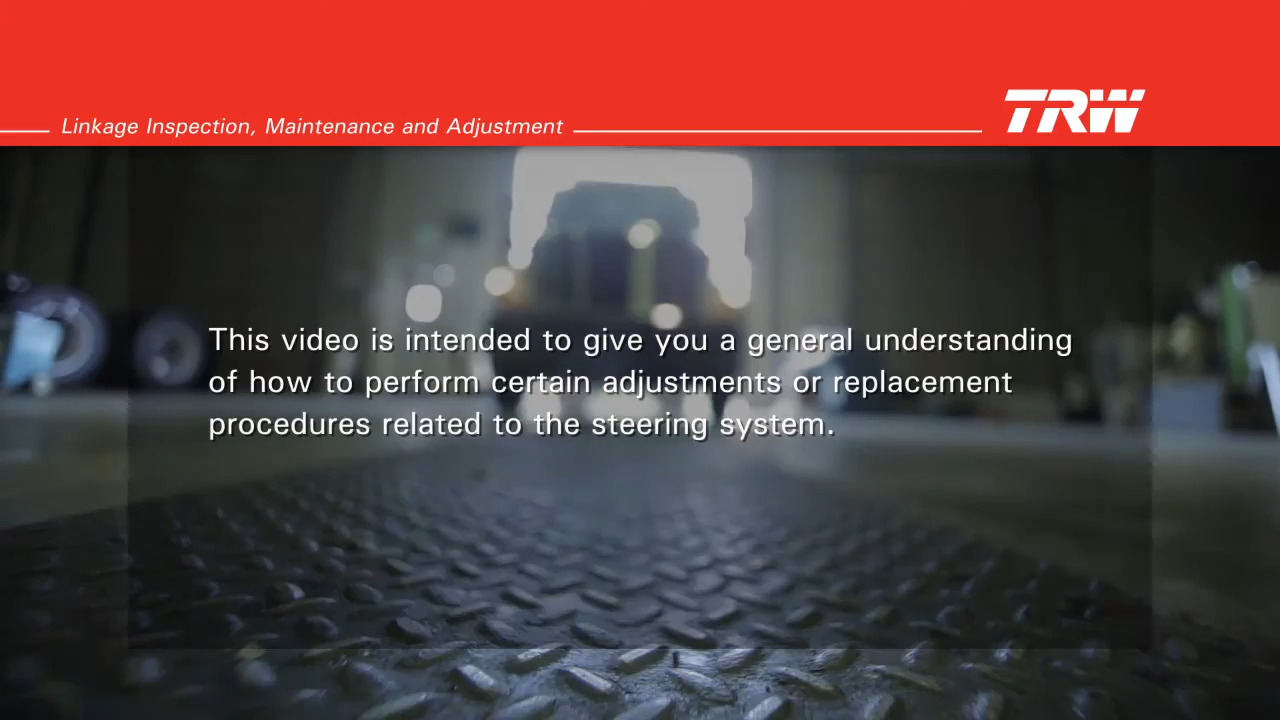 Linkage Inspection, Maintenance and Adjustment
TRW
This video is intended to give you a general understanding
of how to perform certain adjustments or replacement
procedures related to the steering system.